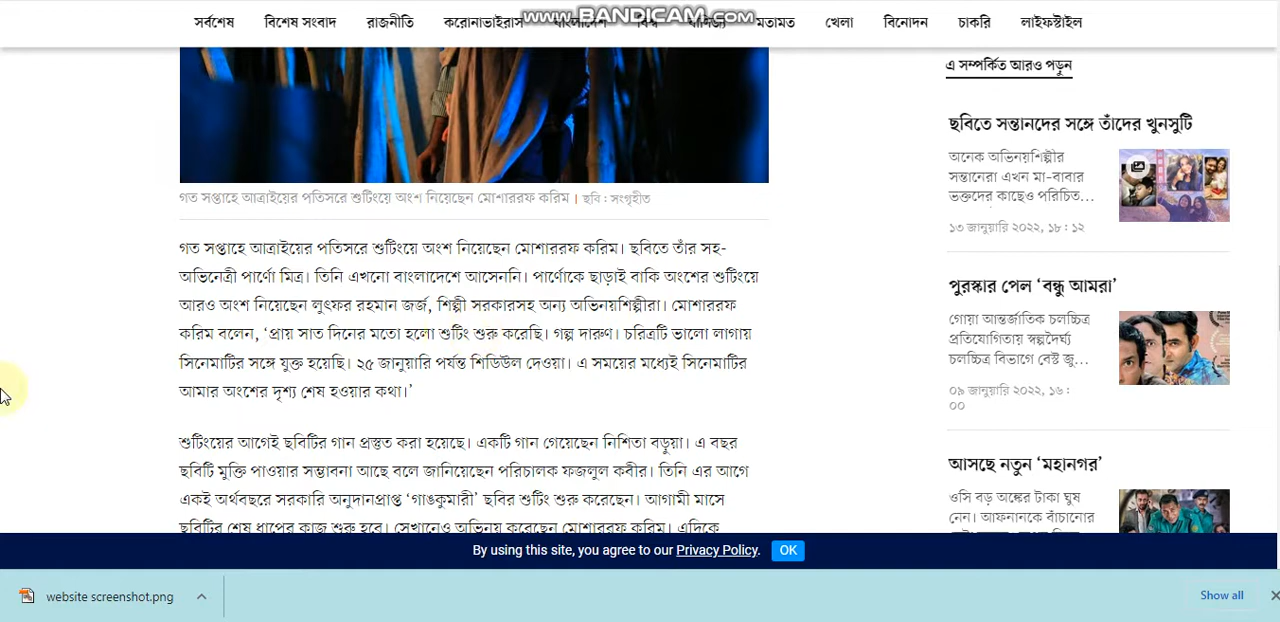 www.BANDICAM.com
সর্বশেষ বিশেষ সংবাদ রাজনীতি করোনাভাইরাস বাংলাদেশ বিশ্ব বাণিজ্য মতামত খেলা বিনোদন চাকরি লাইফস্টাইল
গত সপ্তাহে আত্রাইয়ের পতিসরে শুটিংয়ে অংশ নিয়েছেন মোশাররফ করিম | ছবি : সংগৃহীত
গত সপ্তাহে আত্রাইয়ের পতিসরে শুটিংয়ে অংশ নিয়েছেন মোশাররফ করিম। ছবিতে তাঁর সহ-
অভিনেত্রী পার্ণো মিত্র। তিনি এখনো বাংলাদেশে আসেননি। পার্ণোকে ছাড়াই বাকি অংশের শুটিংয়ে
আরও অংশ নিয়েছেন লুৎফর রহমান জর্জ, শিল্পী সরকারসহ অন্য অভিনয়শিল্পীরা। মোশাররফ
করিম বলেন, ‘প্রায় সাত দিনের মতো হলো শুটিং শুরু করেছি। গল্প দারুণ। চরিত্রটি ভালো লাগায়
সিনেমাটির সঙ্গে যুক্ত হয়েছি। ২৫ জানুয়ারি পর্যন্ত শিডিউল দেওয়া। এ সময়ের মধ্যেই সিনেমাটির
আমার অংশের দৃশ্য শেষ হওয়ার কথা।’
শুটিংয়ের আগেই ছবিটির গান প্রস্তুত করা হয়েছে। একটি গান গেয়েছেন নিশিতা বড়ুয়া। এ বছর
ছবিটি মুক্তি পাওয়ার সম্ভাবনা আছে বলে জানিয়েছেন পরিচালক ফজলুল কবীর। তিনি এর আগে
একই অর্থবছরে সরকারি অনুদানপ্রাপ্ত ‘গাঙকুমারী’ ছবির শুটিং শুরু করেছেন। আগামী মাসে
ছবিটির শেষ ধাপের কাজ শুরু হবে। সেখানেও অভিনয় করেছেন মোশাররফ করিম। এদিকে
এ সম্পর্কিত আরও পড়ুন
ছবিতে সন্তানদের সঙ্গে তাঁদের খুনসুটি
অনেক অভিনয়শিল্পীর
সন্তানেরা এখন মা-বাবার
ভক্তদের কাছেও পরিচিত...
১৩ জানুয়ারি ২০২২, ১৮ : ১২
পুরস্কার পেল ‘বন্ধু আমরা’
গোয়া আন্তর্জাতিক চলচ্চিত্র
প্রতিযোগিতায় স্বল্পদৈর্ঘ্য
চলচ্চিত্র বিভাগে বেস্ট জু...
০৯ জানুয়ারি ২০২২, ১৬ :
০০
আসছে নতুন ‘মহানগর’
ওসি বড় অঙ্কের টাকা ঘুষ
নেন। আফনানকে বাঁচানোর
By using this site, you agree to our Privacy Policy. OK
website screenshot.png
Show all